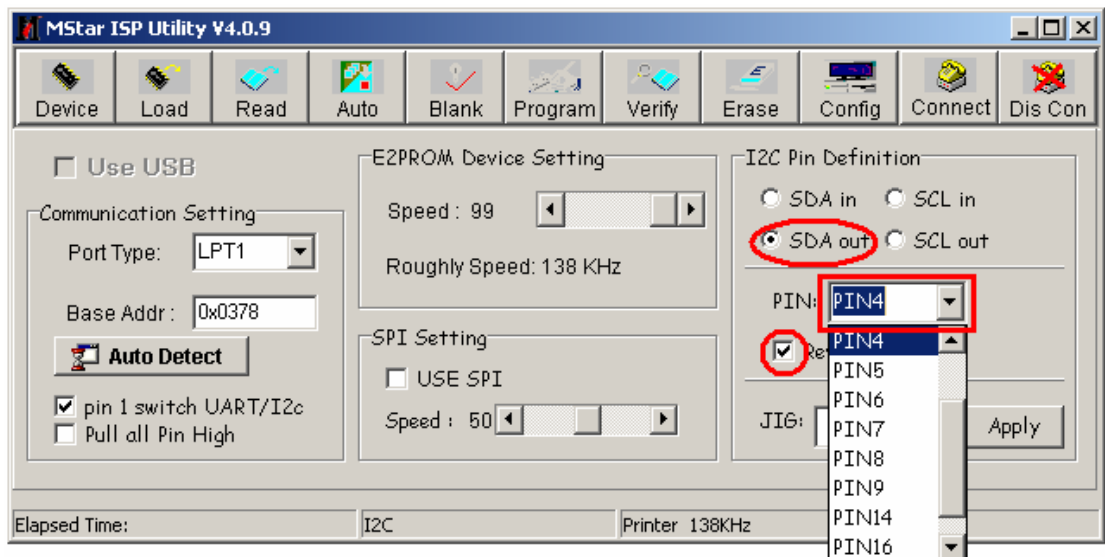 MStar ISP Utility V4.0.9
Device Load Read Auto Blank Program Verify Erase Config Connect Dis Con
Use USB
Communication Setting
Port Type: LPT1
Base Addr : 0x0378
Auto Detect
pin 1 switch UART/I2c
Pull all Pin High
E2PROM Device Setting
Speed : 99
Roughly Speed: 138 KHz
SPI Setting
USE SPI
Speed : 50
I2C Pin Definition
SDA in SCL in
SDA out SCL out
PIN: PIN4
PIN4
PIN5
PIN6
PIN7
PIN8
PIN9
PIN14
PIN16
JIG: Apply
Elapsed Time: I2C Printer 138KHz